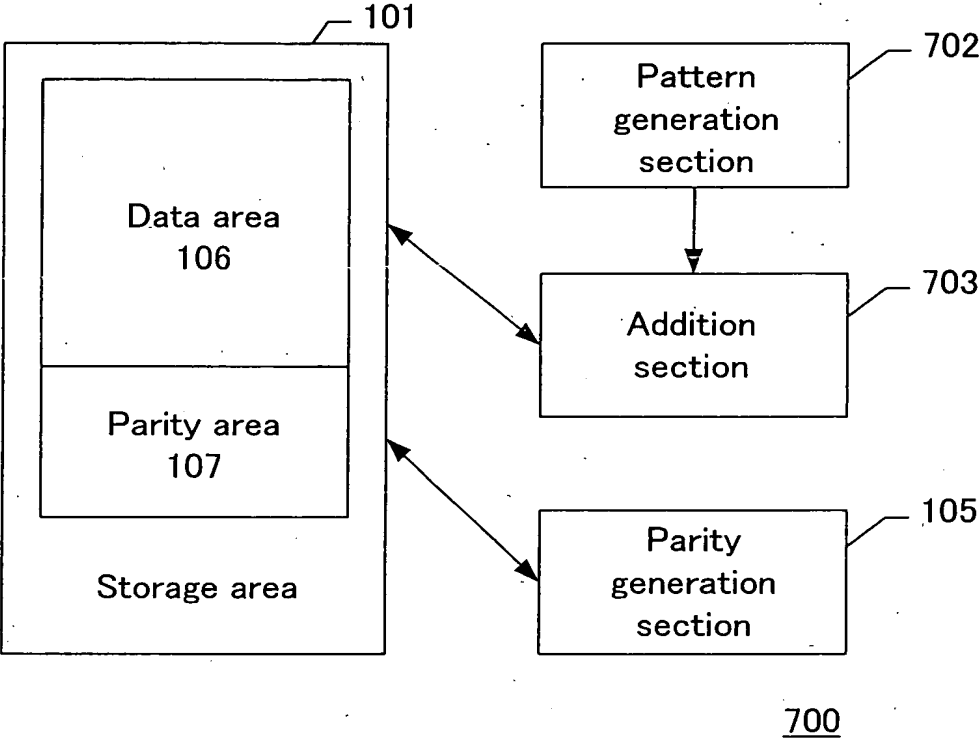 101
Data area
106
Parity area
107
Storage area
702
Pattern
generation
section
703
Addition
section
105
Parity
generation
section
700